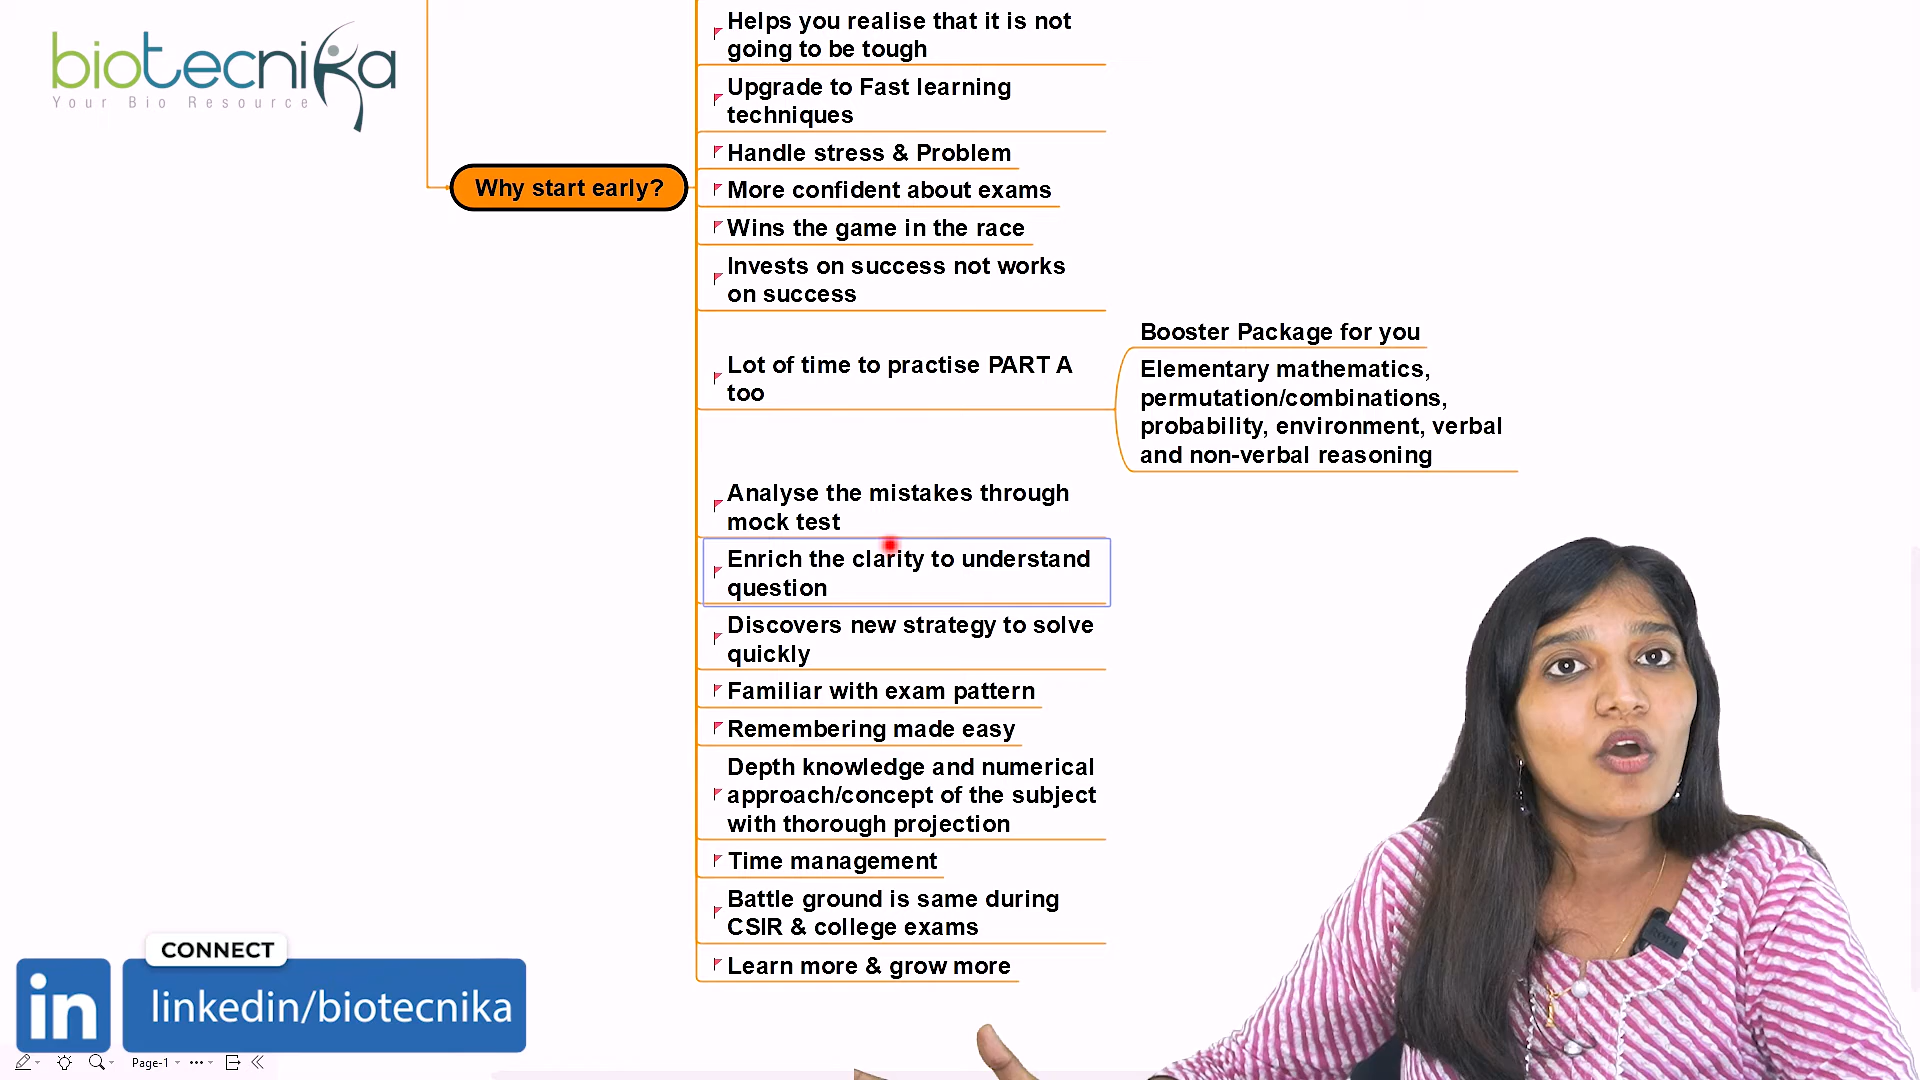 biotecnika
Your Bio Resource
Why start early?
Helps you realise that it is not
going to be tough
Upgrade to Fast learning
techniques
Handle stress & Problem
More confident about exams
Wins the game in the race
Invests on success not works
on success
Lot of time to practise PART A
too
Booster Package for you
Elementary mathematics,
permutation/combinations,
probability, environment, verbal
and non-verbal reasoning
Analyse the mistakes through
mock test
Enrich the clarity to understand
question
Discovers new strategy to solve
quickly
Familiar with exam pattern
Remembering made easy
Depth knowledge and numerical
approach/concept of the subject
with thorough projection
Time management
Battle ground is same during
CSIR & college exams
Learn more & grow more
CONNECT
in
linkedin/biotecnika
Page-1